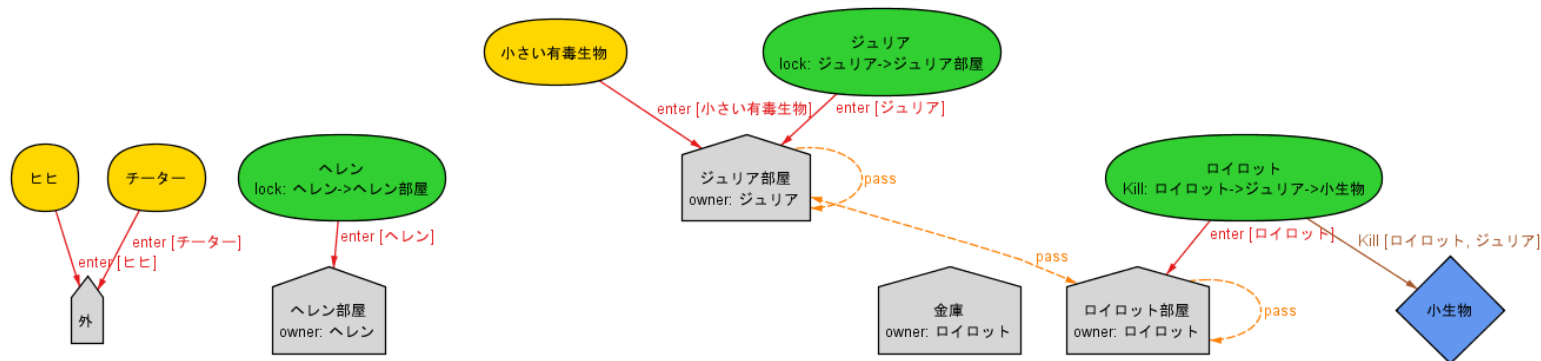 小さい有毒生物
ジュリア
lock: ジュリア->ジュリア部屋
enter [小さい有毒生物]
enter [ジュリア]
ヒヒ
チーター
ヘレン
lock: ヘレン->ヘレン部屋
ジュリア部屋
owner: ジュリア
pass
ロイロット
Kill: ロイロット->ジュリア->小生物
enter [チーター]
enter [ヒヒ]
enter [ヘレン]
pass
enter [ロイロット]
Kill [ロイロット, ジュリア]
外
ヘレン部屋
owner: ヘレン
金庫
owner: ロイロット
ロイロット部屋
owner: ロイロット
pass
小生物